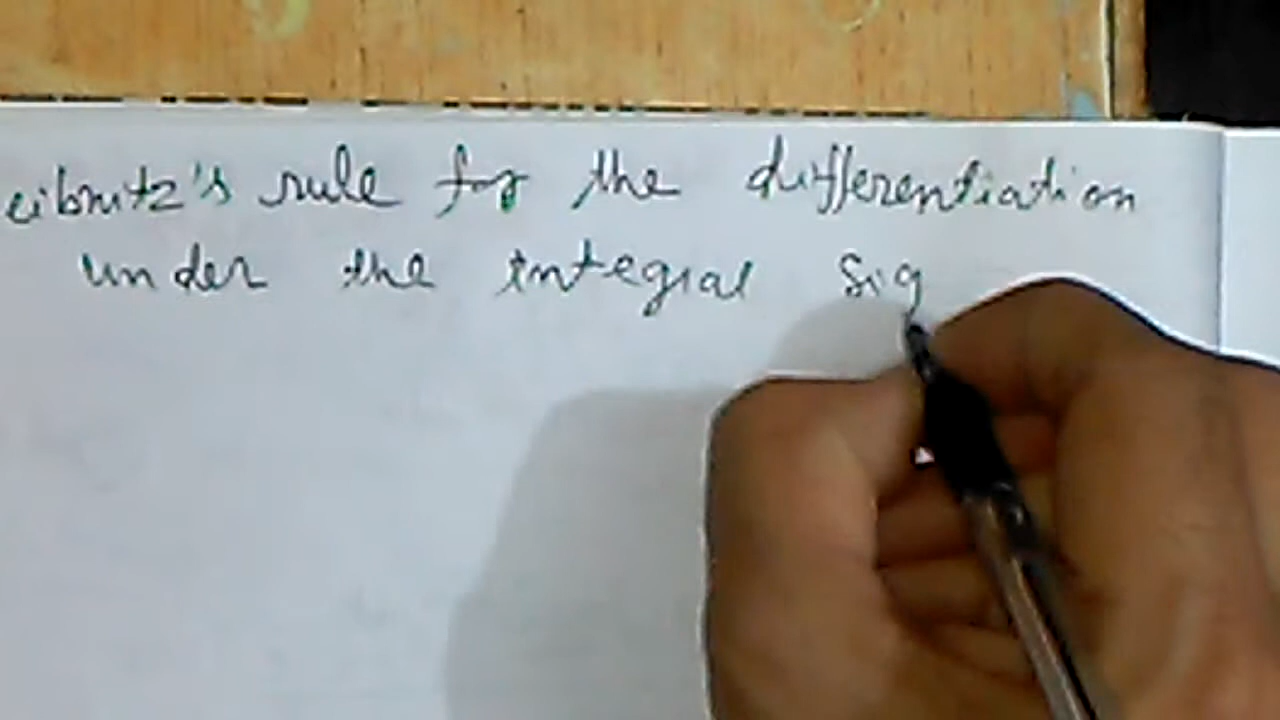 eibnitz's rule for the differentiation
under the integral sig